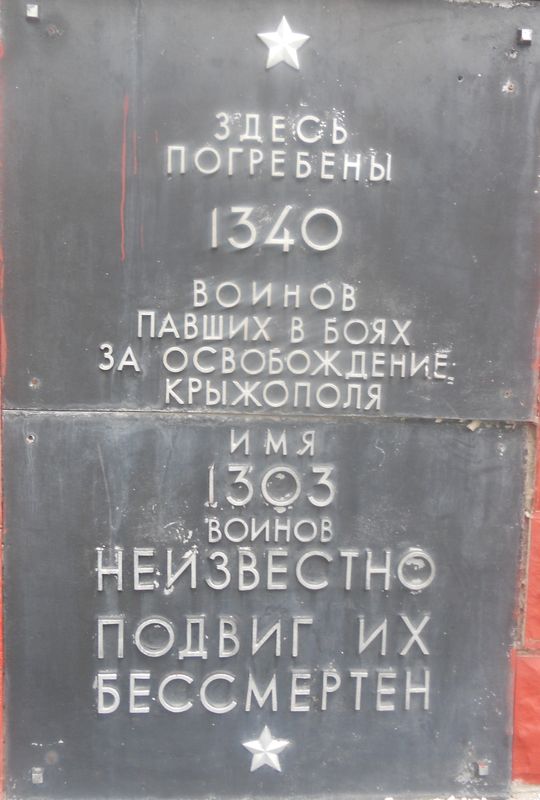 ЗДЕСЬ
ПОГРЕБЕНЫ
1340
ВОИНОВ
ПАВШИХ В БОЯХ
ЗА ОСВОБОЖДЕНИЕ
КРЫЖОПОЛЯ
ИМЯ
1303
ВОИНОВ
НЕИЗВЕСТНО
ПОДВИГ ИХ
БЕССМЕРТЕН